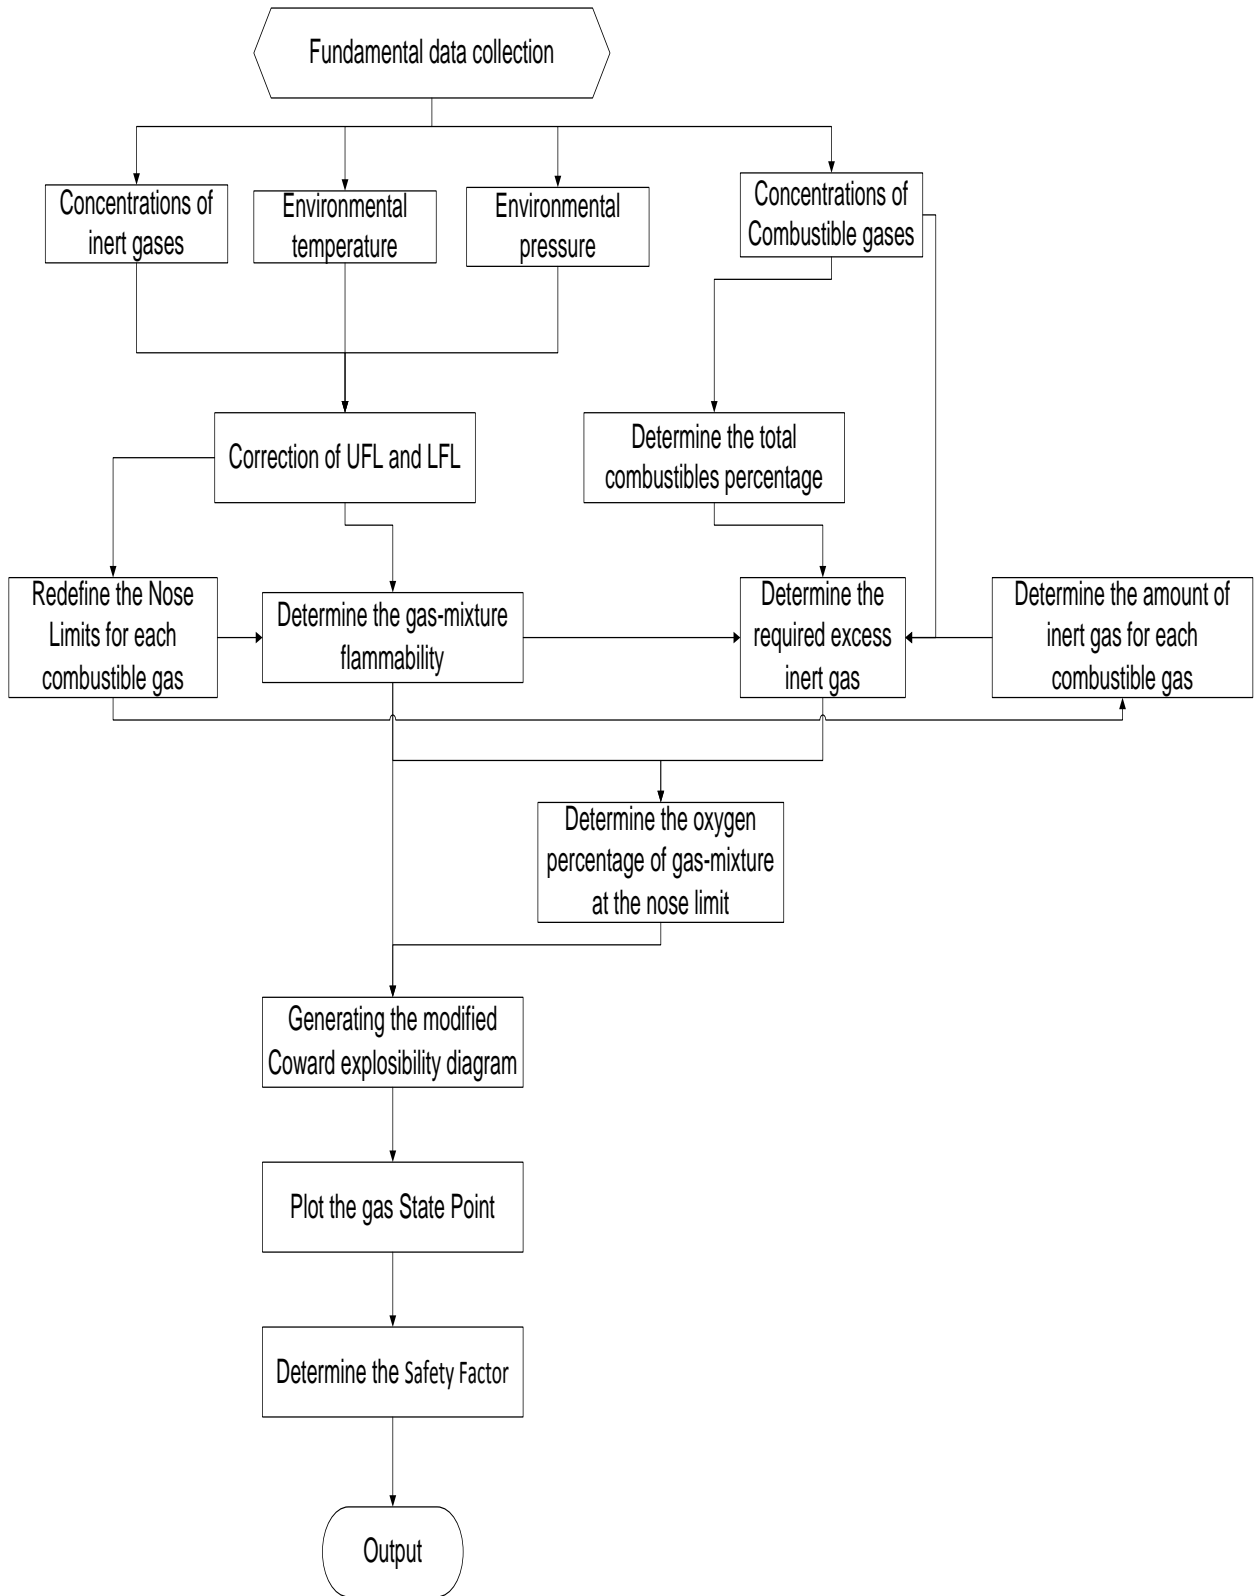 Fundamental data collection
Concentrations of
inert gases
Environmental
temperature
Environmental
pressure
Concentrations of
Combustible gases
Correction of UFL and LFL
Determine the total
combustibles percentage
Redefine the Nose
Limits for each
combustible gas
Determine the gas-mixture
flammability
Determine the
required excess
inert gas
Determine the amount of
inert gas for each
combustible gas
Determine the oxygen
percentage of gas-mixture
at the nose limit
Generating the modified
Coward explosibility diagram
Plot the gas State Point
Determine the Safety Factor
Output